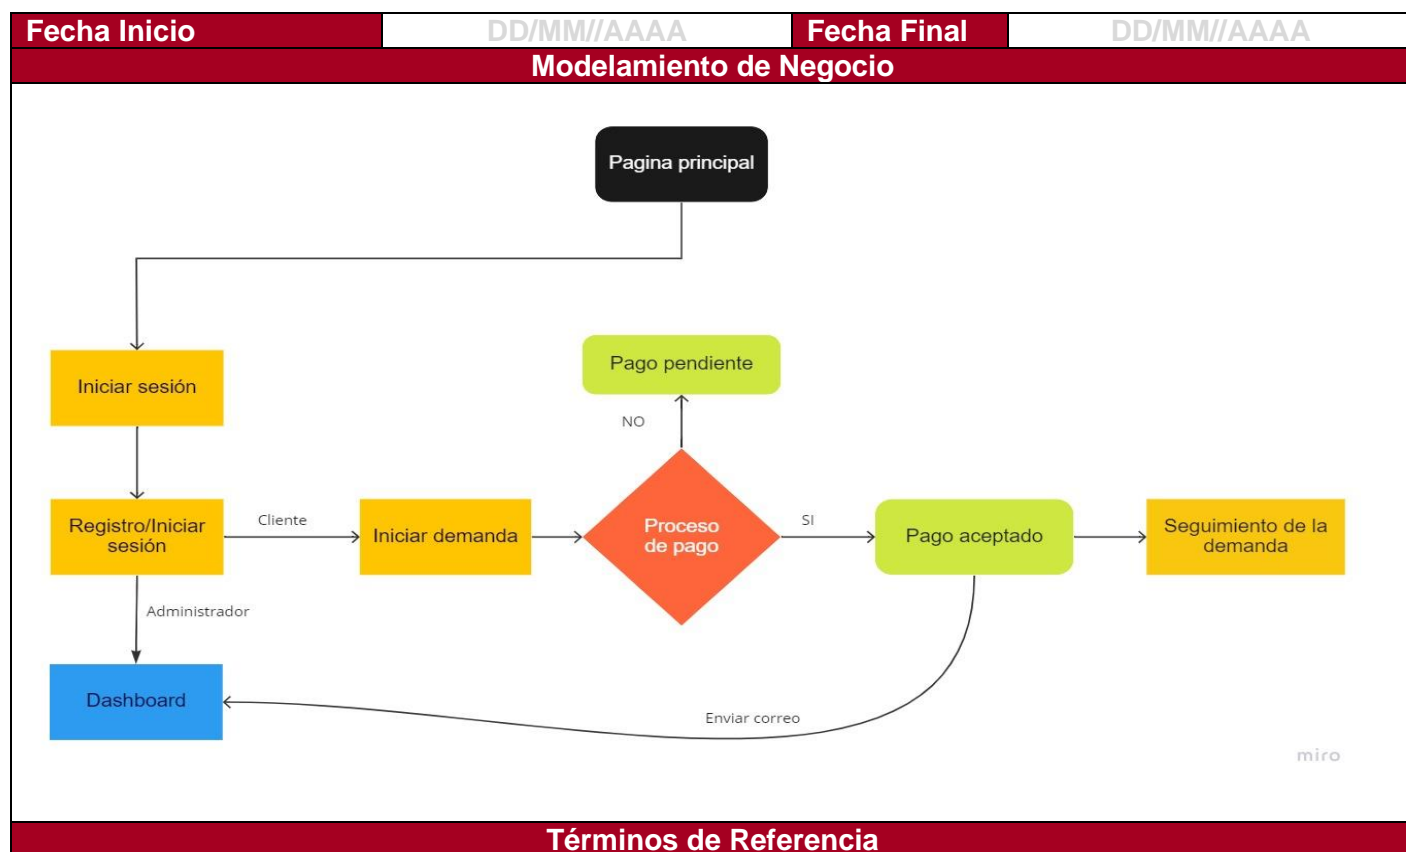 Fecha Inicio DD/MM//AAAA Fecha Final DD/MM//AAAA
Modelamiento de Negocio
Pagina principal
Pago pendiente
Iniciar sesión
NO
Registro/Iniciar
sesión
Cliente
Iniciar demanda
Proceso
de pago
SI
Pago aceptado
Seguimiento de la
demanda
Administrador
Dashboard
Enviar correo
miro
Términos de Referencia